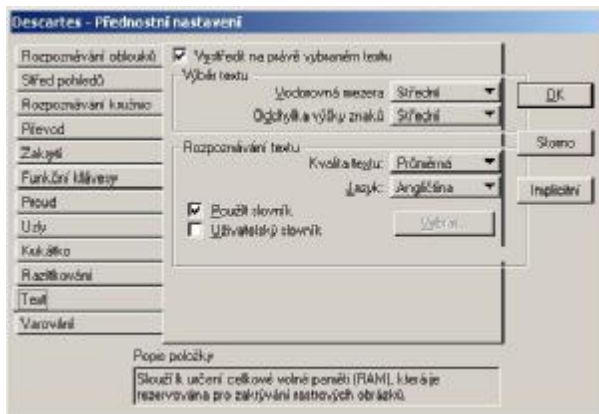 Descartes - Přednostní nastavení
Rozpoznávání oblouků
Střed pohledů
Rozpoznávání kružnic
Převod
Zakrytí
Funkční klávesy
Proud
Uzly
Kukátko
Razítkování
Text
Varování
Vystředit na právě vybraném textu
Výběr textu
Vodorovná mezera Střední
Odchylka výšky znaků Střední
Rozpoznávání textu
Kvalita textu: Průměrná
Jazyk: Angličtina
Použít slovník
Uživatelský slovník
Vybrat...
OK
Storno
Implicitní
Popis položky
Slouží k určení celkové volné paměti (RAM), která je
rezervována pro zakrývání rastrových obrázků.